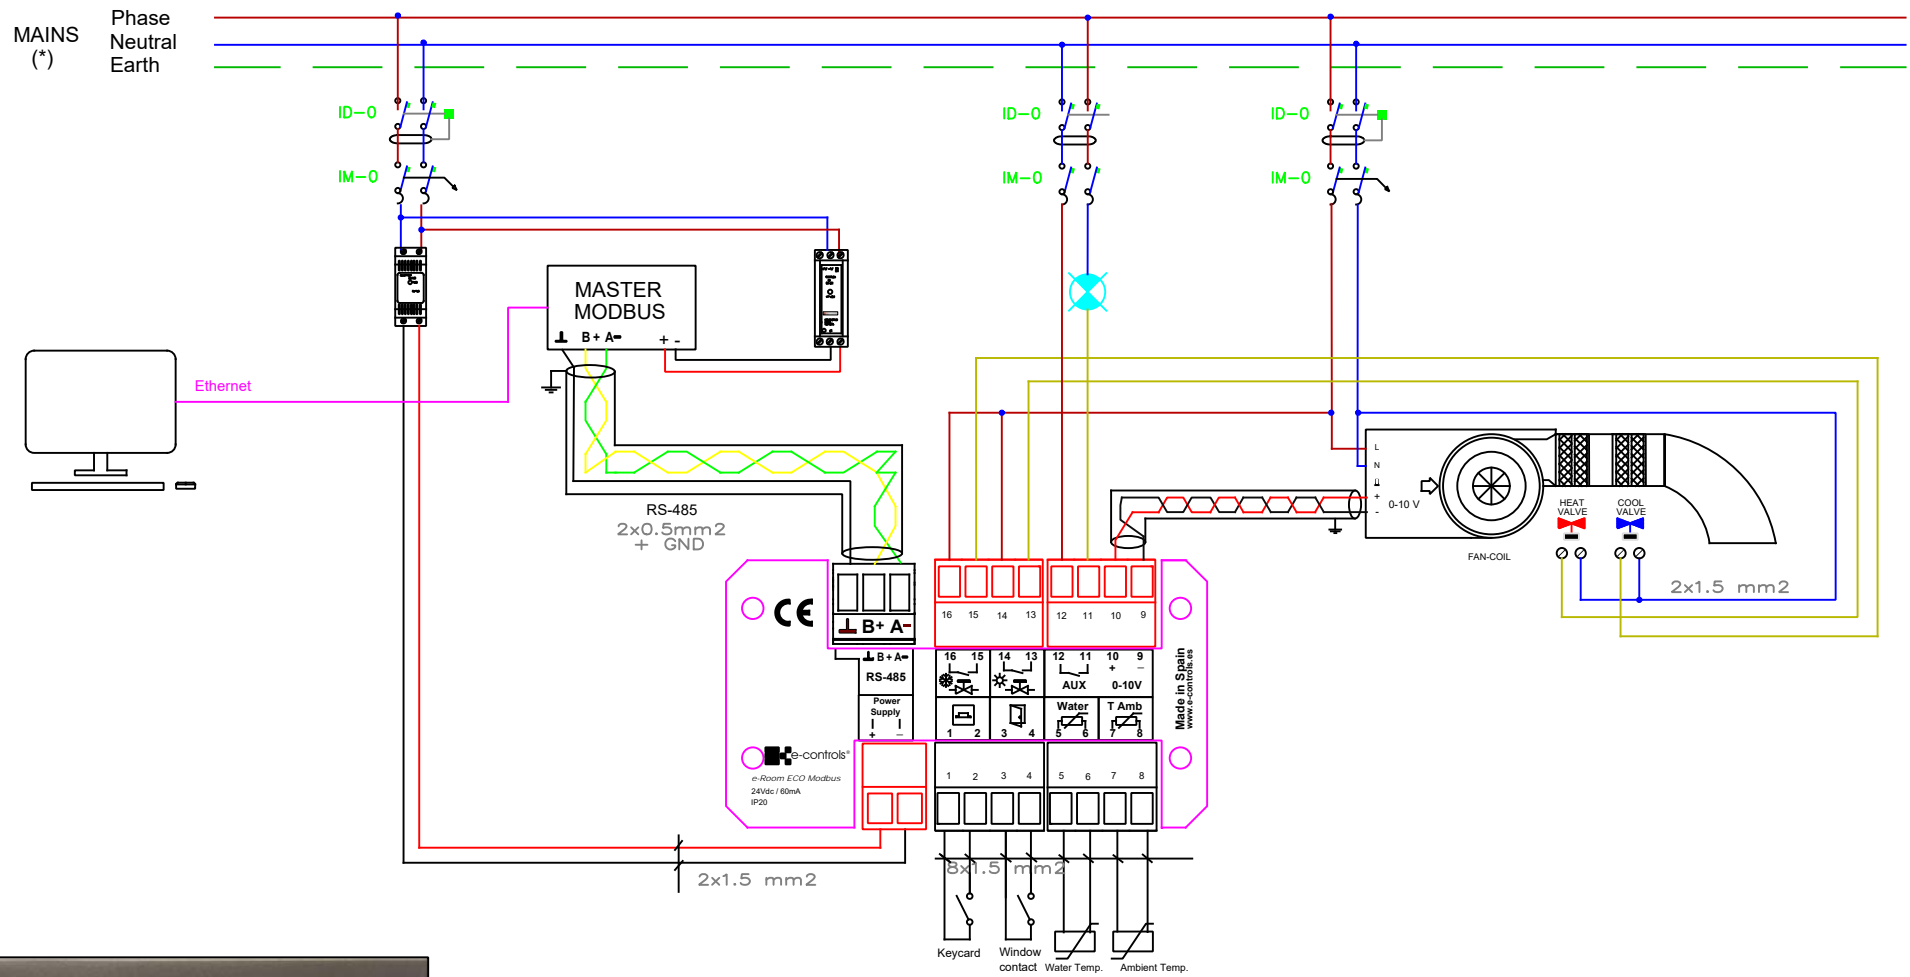 MAINS
(*)
Phase
Neutral
Earth
ID-0
ID-0
ID-0
IM-0
IM-0
IM-0
MASTER
MODBUS
B + A-
+ -
Ethernet
RS-485
2x0.5mm2
+ GND
L
N
+
-
0-10 V
HEAT
VALVE
COOL
VALVE
FAN-COIL
2x1.5 mm2
CE
B+ A-
16 15 14 13 12 11 10 9
B + A-
RS-485
Power
Supply
+ -
16 15 14 13 12 11 10 9
+ -
AUX 0-10V
Water T Amb
1 2 3 4 5 6 7 8
Made in Spain
www.e-controls.es
e-controls®
e-Room ECO Modbus
24Vdc / 60mA
IP20
1 2 3 4 5 6 7 8
2x1.5 mm2
8x1.5 mm2
Keycard
Window
contact
Water Temp.
Ambient Temp.